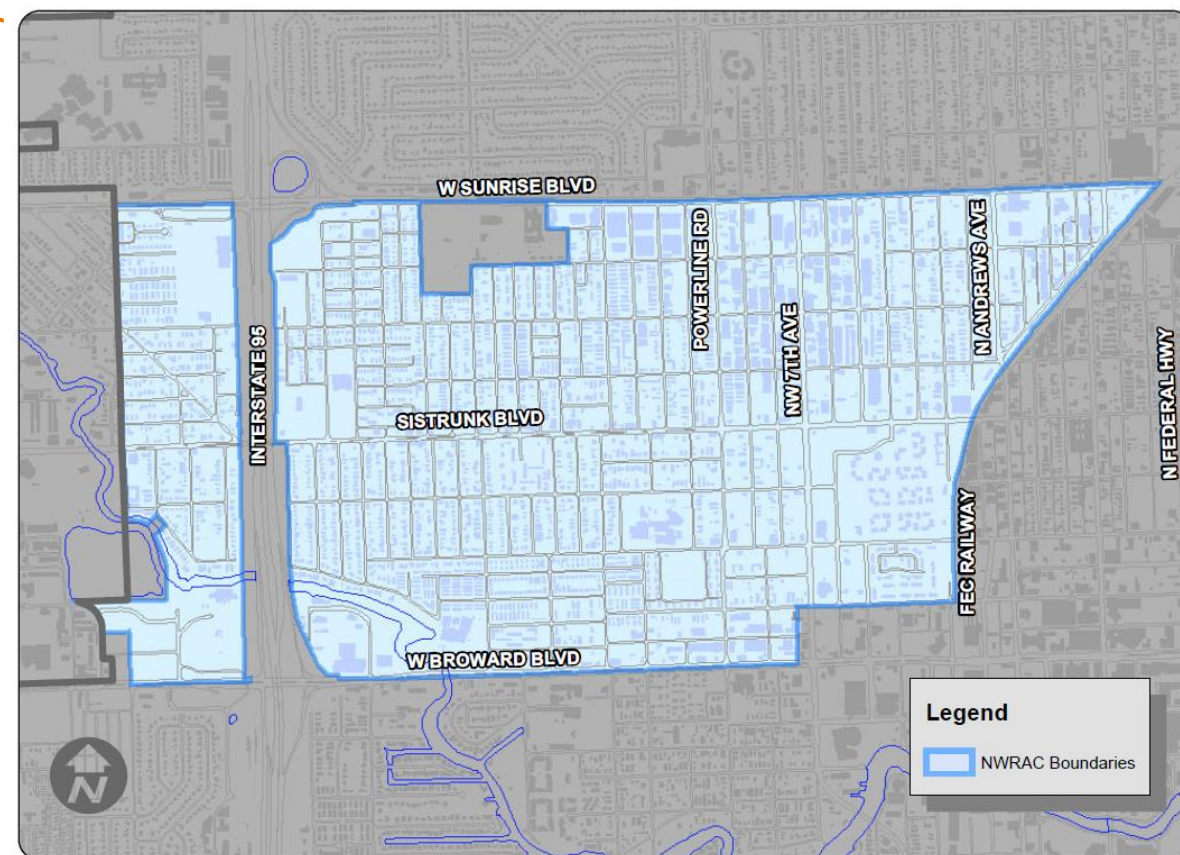 W SUNRISE BLVD
POWERLINE RD
N ANDREWS AVE
NW 7TH AVE
INTERSTATE 95
N FEDERAL HWY
SISTRUNK BLVD
FEC RAILWAY
W BROWARD BLVD
Legend
NWRAC Boundaries
N